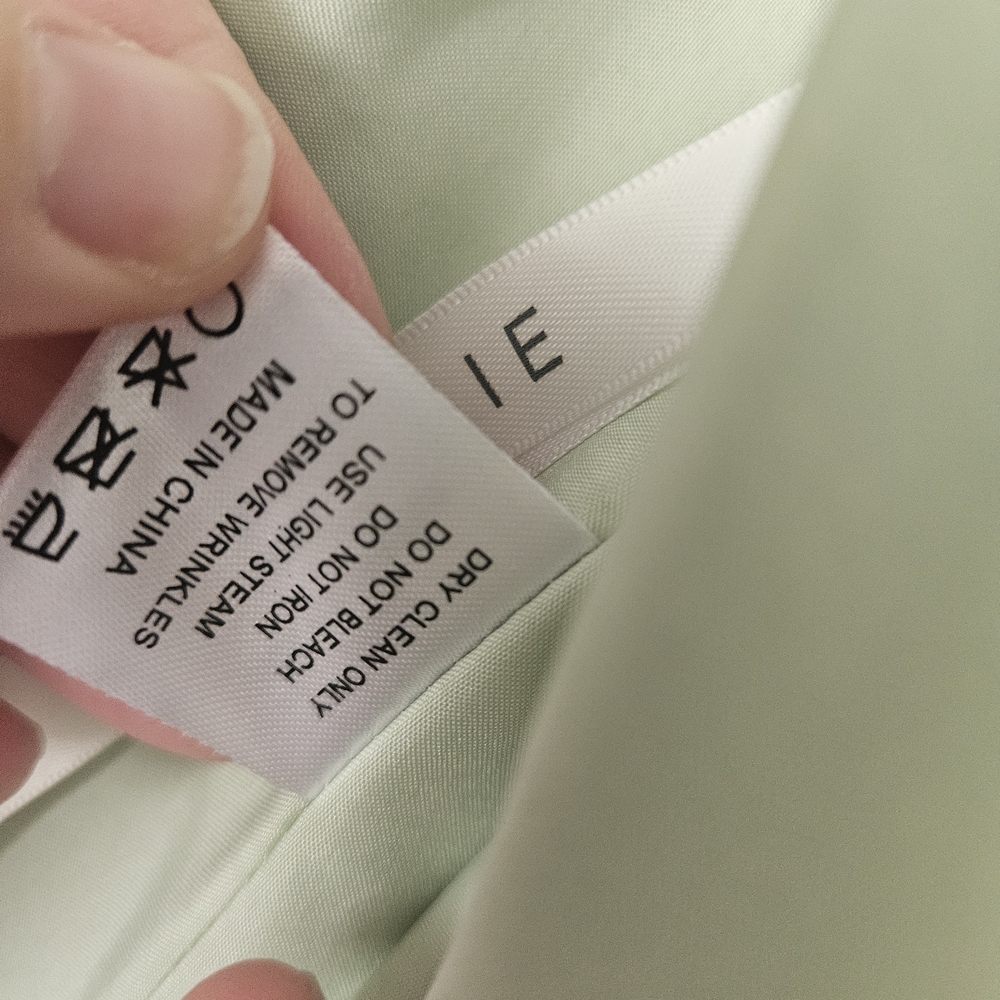 DRY CLEAN ONLY
DO NOT BLEACH
DO NOT IRON
USE LIGHT STEAM
TO REMOVE WRINKLES
MADE IN CHINA
IE